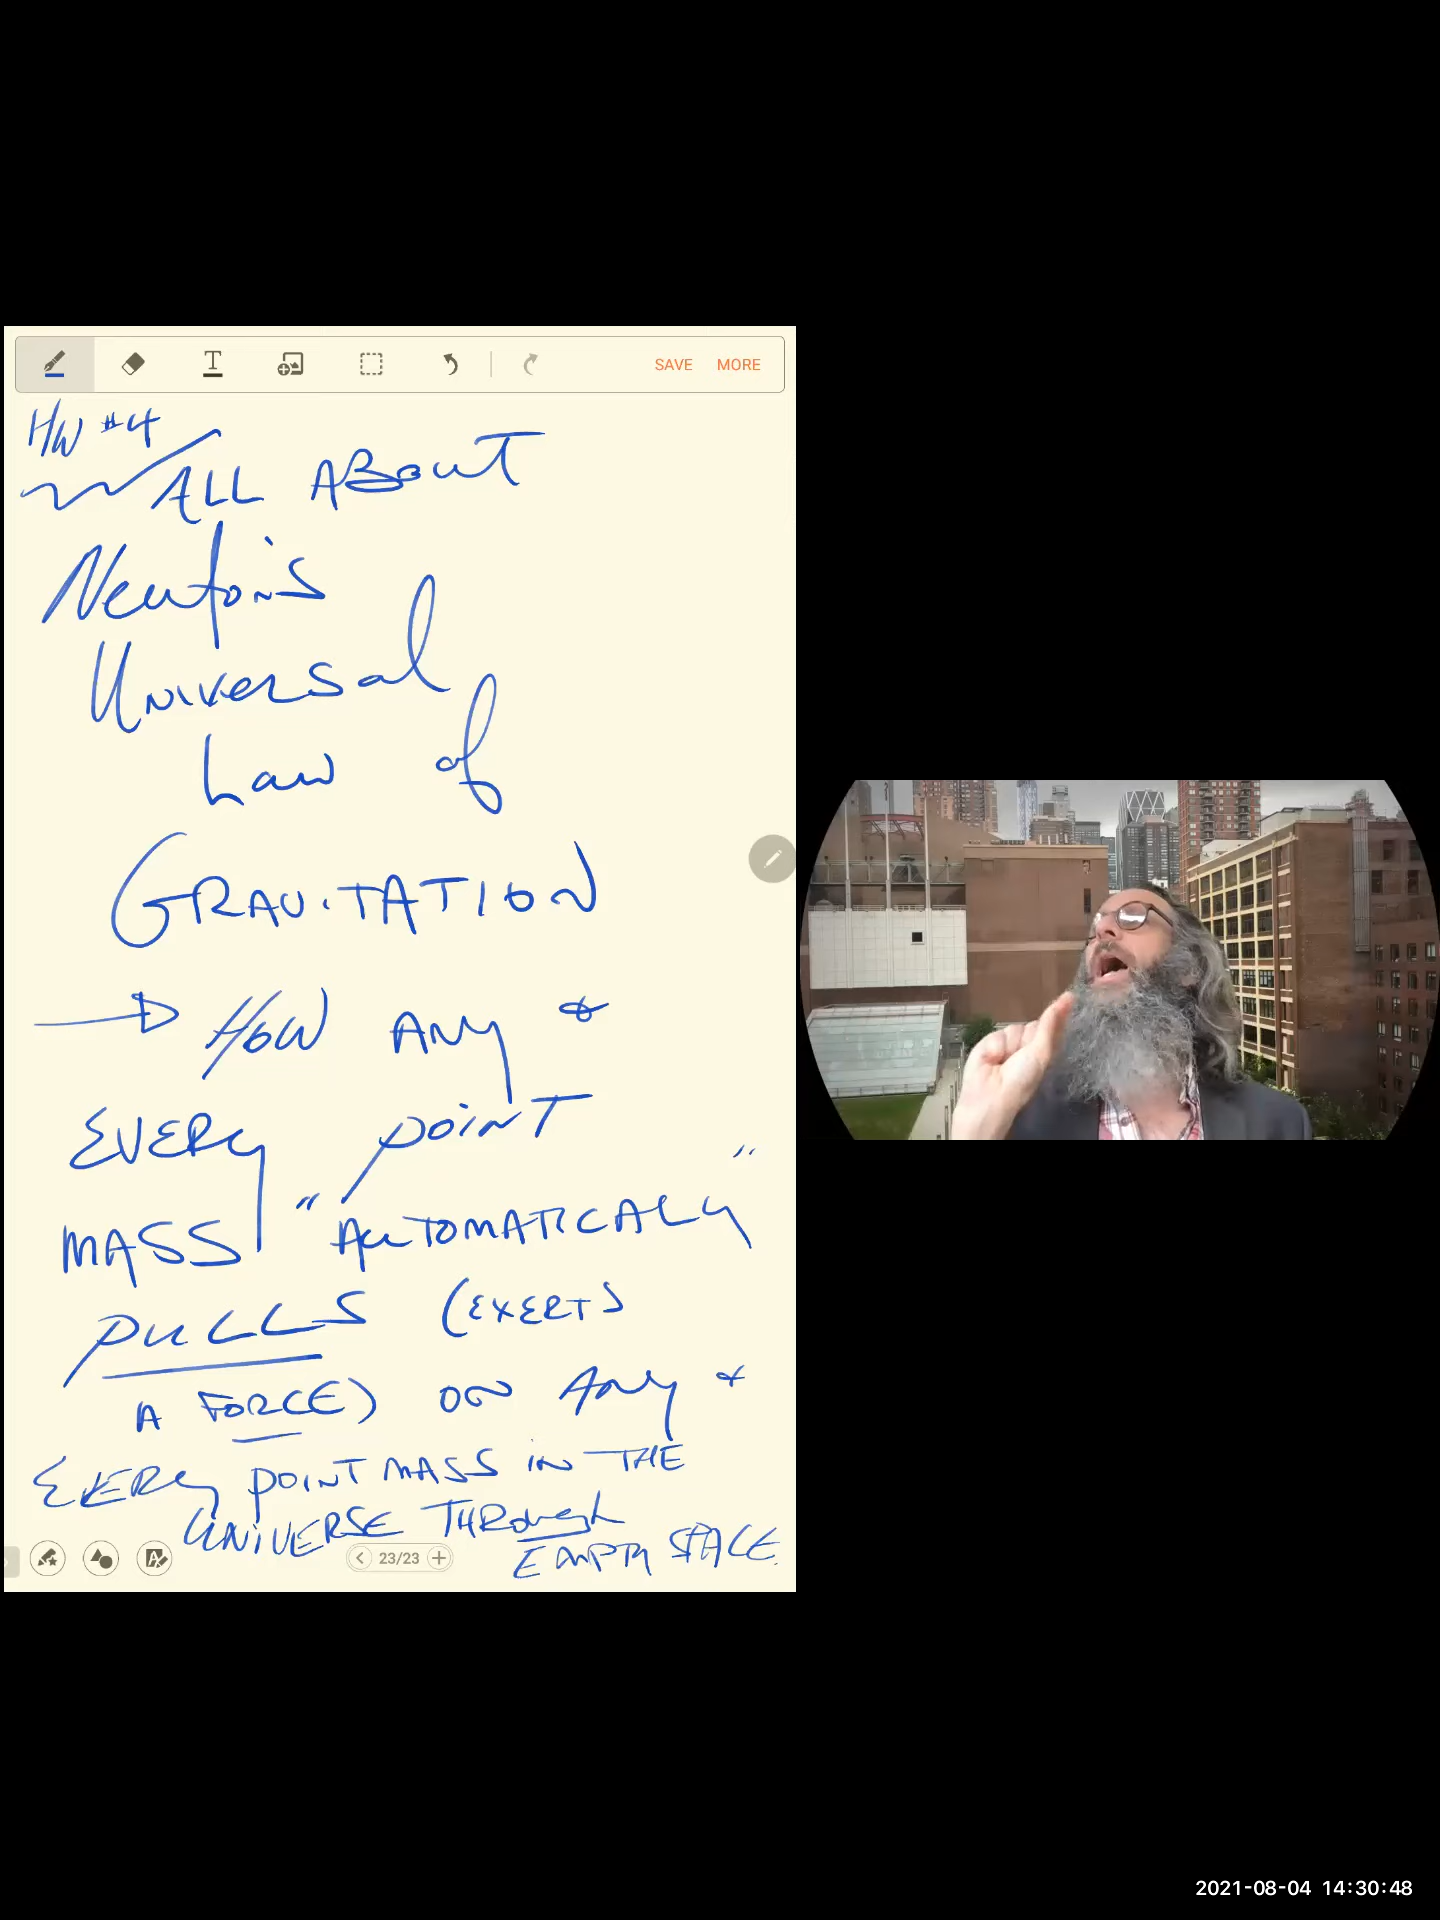 SAVE MORE
HW #4
ALL ABOUT
Newton's
Universal
Law of
GRAVITATION
HOW ANY &
EVERY POINT
MASS "AUTOMATICALY"
PULLS (EXERTS
A FORCE) ON ANY &
EVERY POINT MASS IN THE
UNIVERSE THROUGH
EMPTY SPACE.
23/23
2021-08-04 14:30:48